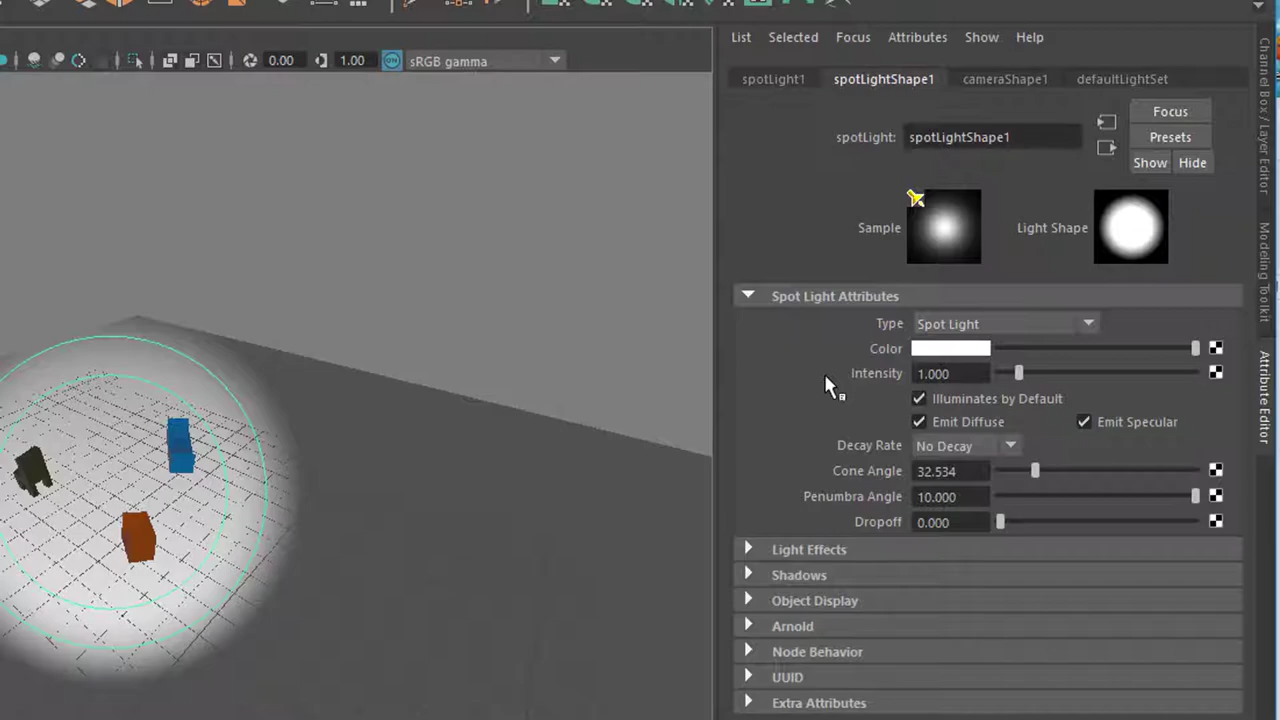 List Selected Focus Attributes Show Help
0.00 1.00 ON sRGB gamma
spotLight1 spotLightShape1 cameraShape1 defaultLightSet
Focus
spotLight: spotLightShape1
Presets
Show Hide
Sample
Light Shape
Spot Light Attributes
Type Spot Light
Color
Intensity 1.000
Illuminates by Default
Emit Diffuse Emit Specular
Decay Rate No Decay
Cone Angle 32.534
Penumbra Angle 10.000
Dropoff 0.000
Light Effects
Shadows
Object Display
Arnold
Node Behavior
UUID
Extra Attributes
Channel Box / Layer Editor
Modeling Toolkit
Attribute Editor